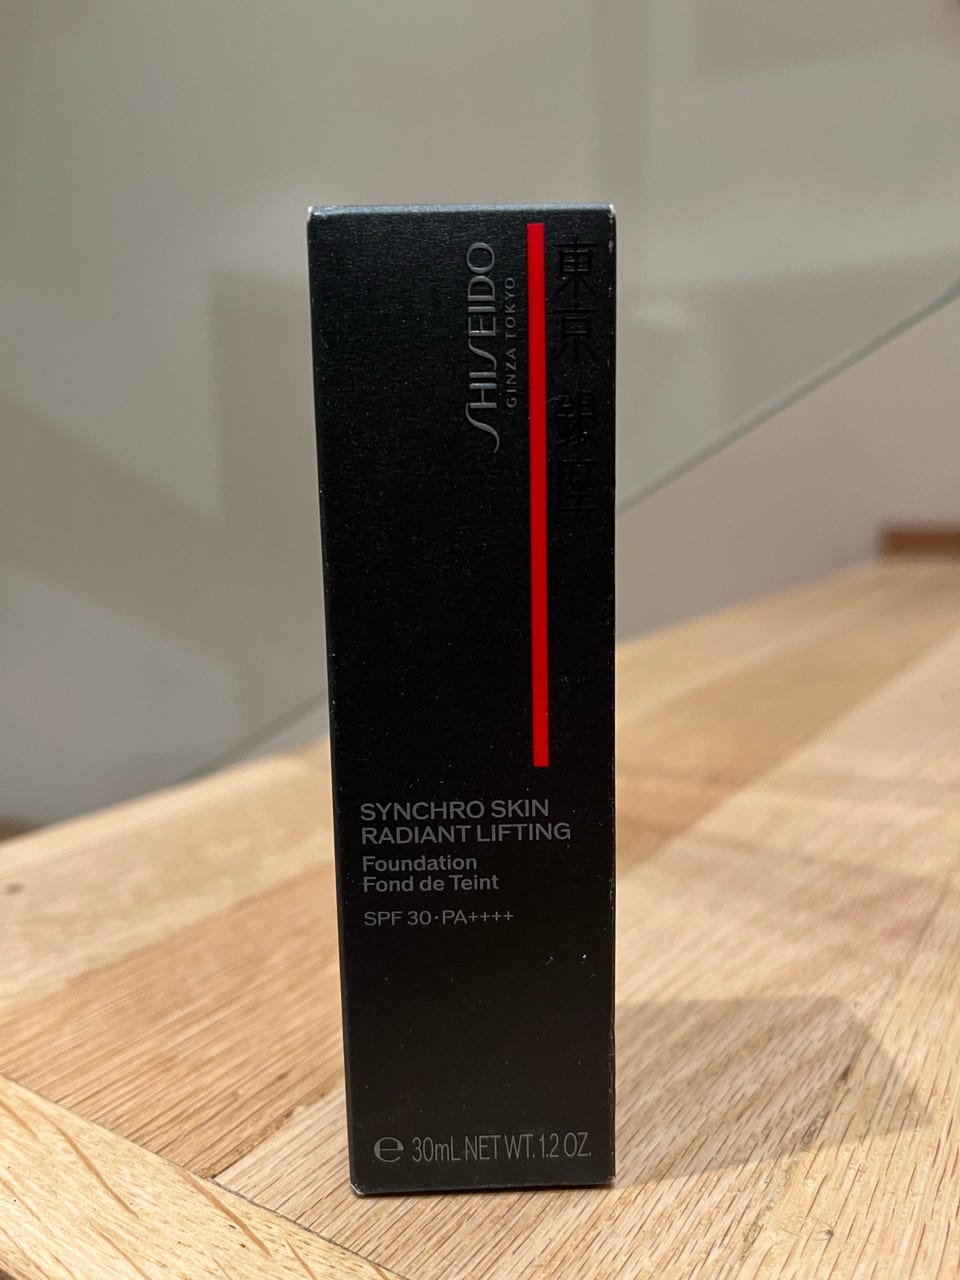 SHISEIDO
GINZA TOKYO
東京銀座
SYNCHRO SKIN
RADIANT LIFTING
Foundation
Fond de Teint
SPF 30·PA++++
℮ 30mL NET WT. 1.2 OZ.